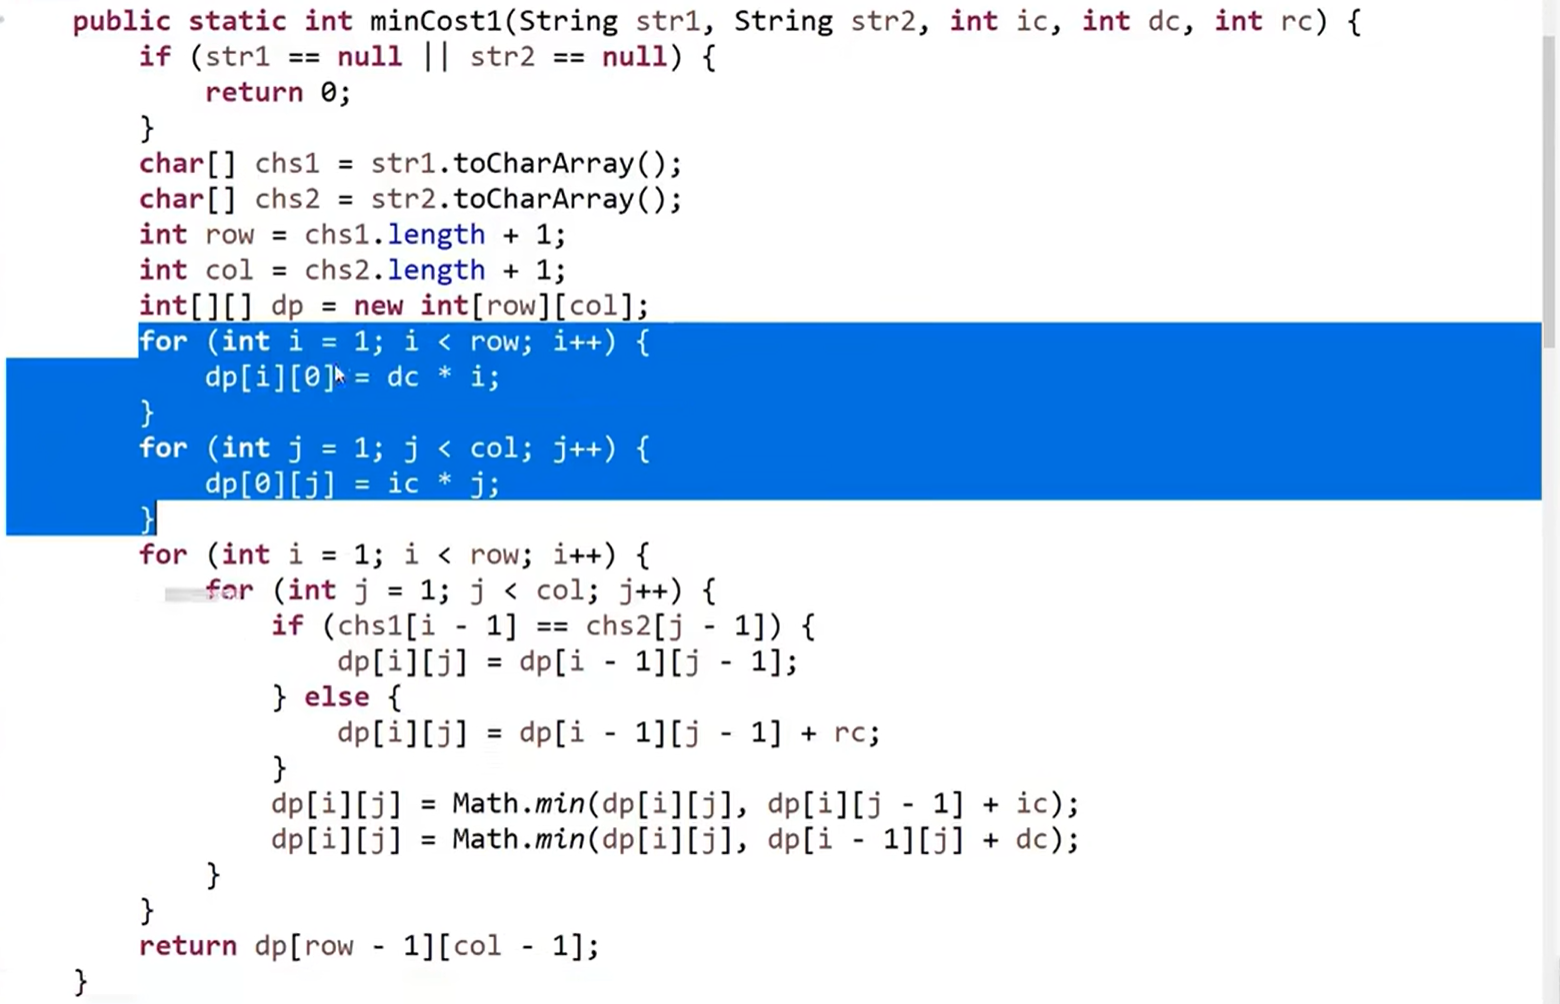 public static int minCost1(String str1, String str2, int ic, int dc, int rc) {
if (str1 == null || str2 == null) {
return 0;
}
char[] chs1 = str1.toCharArray();
char[] chs2 = str2.toCharArray();
int row = chs1.length + 1;
int col = chs2.length + 1;
int[][] dp = new int[row][col];
for (int i = 1; i < row; i++) {
dp[i][0] = dc * i;
}
for (int j = 1; j < col; j++) {
dp[0][j] = ic * j;
}
for (int i = 1; i < row; i++) {
for (int j = 1; j < col; j++) {
if (chs1[i - 1] == chs2[j - 1]) {
dp[i][j] = dp[i - 1][j - 1];
} else {
dp[i][j] = dp[i - 1][j - 1] + rc;
}
dp[i][j] = Math.min(dp[i][j], dp[i][j - 1] + ic);
dp[i][j] = Math.min(dp[i][j], dp[i - 1][j] + dc);
}
}
return dp[row - 1][col - 1];
}